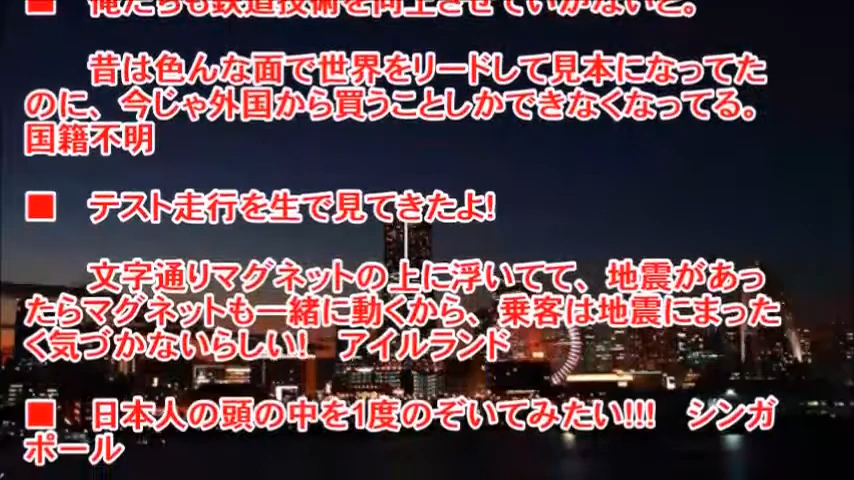 ■　俺たちも鉄道技術を向上させていかないと。
昔は色んな面で世界をリードして見本になってた
のに、今じゃ外国から買うことしかできなくなってる。
国籍不明
■　テスト走行を生で見てきたよ!
文字通りマグネットの上に浮いてて、地震があっ
たらマグネットも一緒に動くから、乗客は地震にまった
く気づかないらしい!　アイルランド
■　日本人の頭の中を1度のぞいてみたい!!!　シンガ
ポール